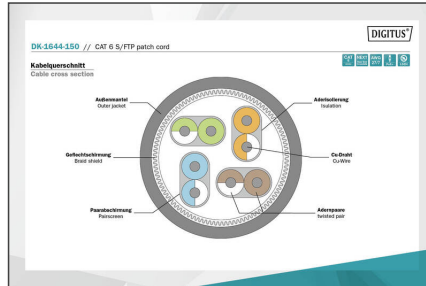 DIGITUS®
DK-1644-150 // CAT 6 S/FTP patch cord
Kabelquerschnitt
Cable cross section
Außenmantel
Outer jacket
Aderisolierung
Isolation
Geflechtschirmung
Braid shield
Cu-Draht
Cu-Wire
Paarabschirmung
Pairscreen
Adernpaare
twisted pair